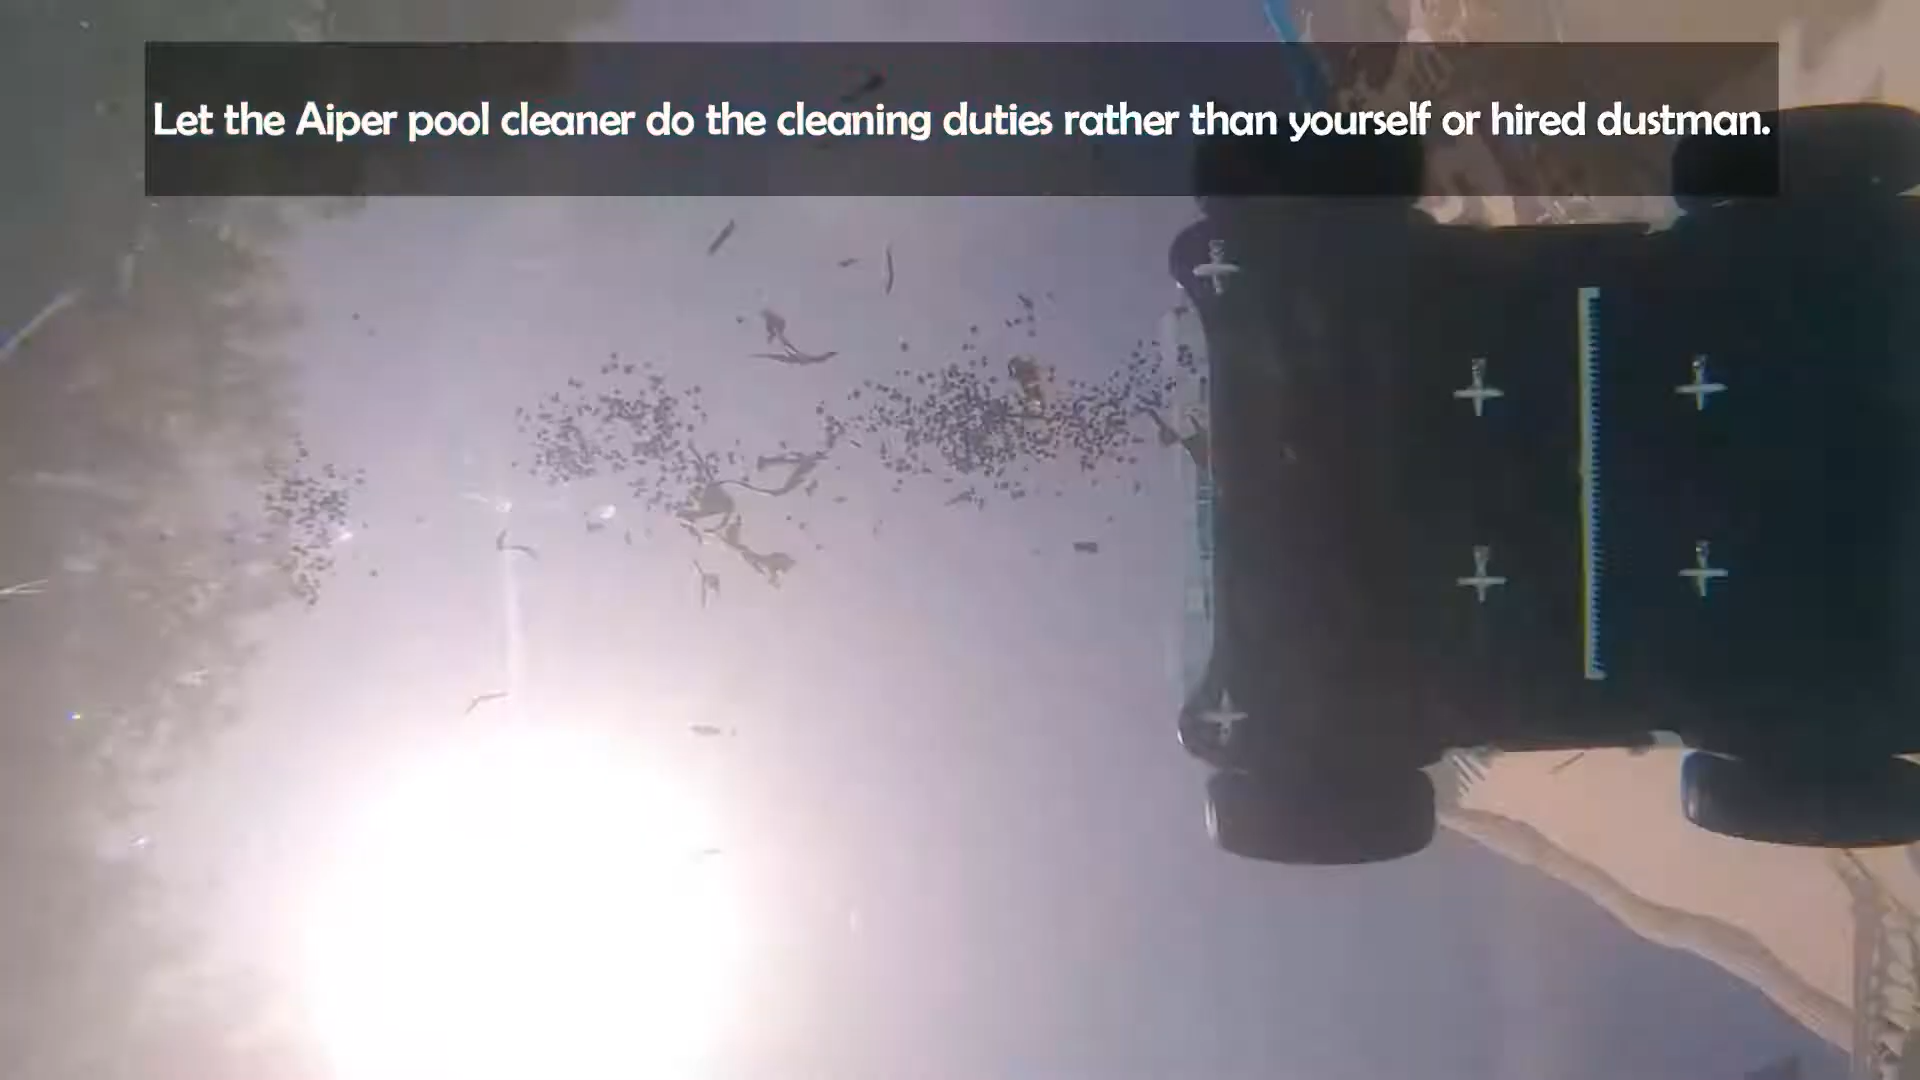 Let the Aiper pool cleaner do the cleaning duties rather than yourself or hired dustman.